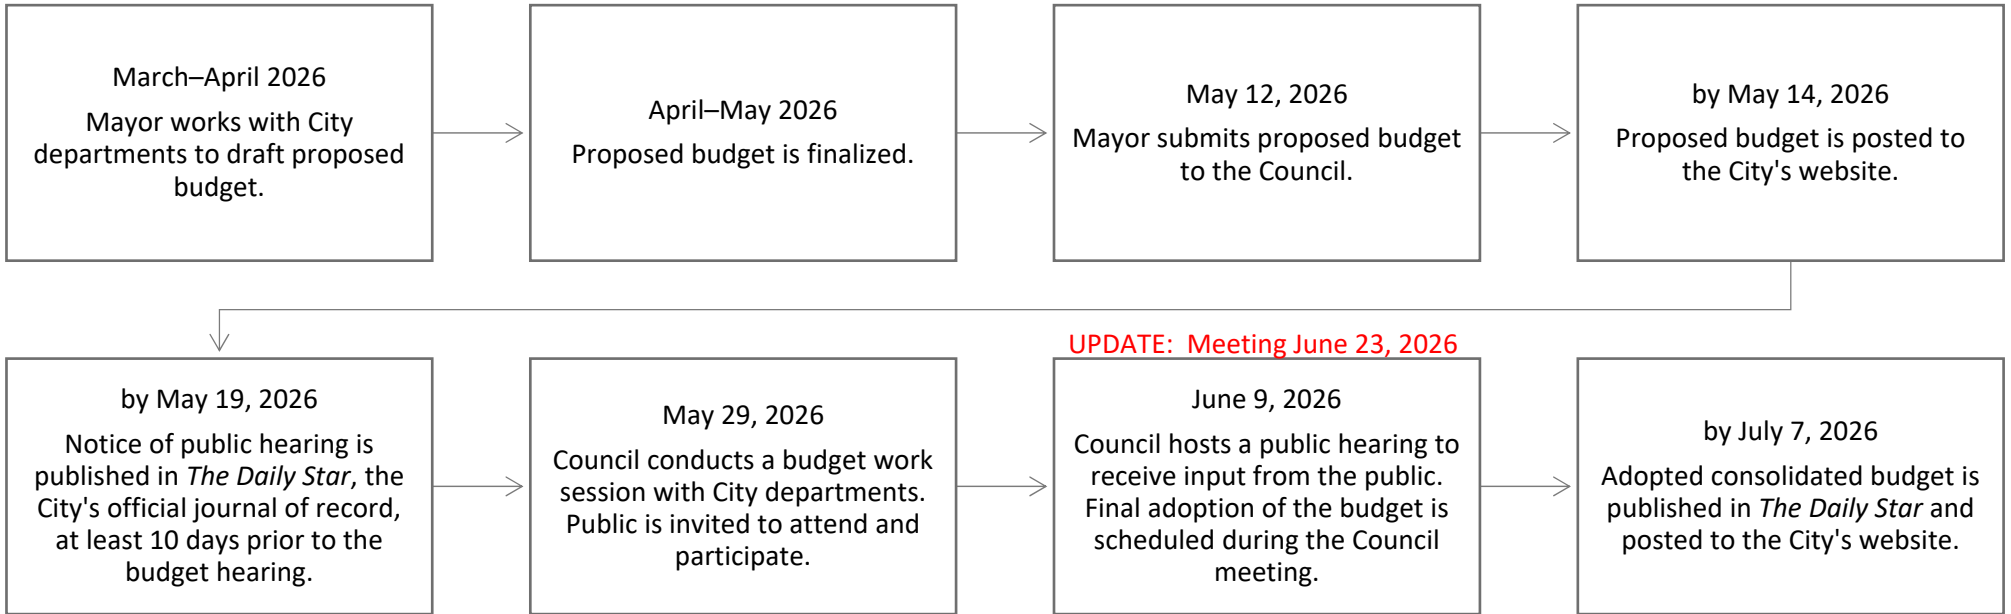 March–April 2026
Mayor works with City
departments to draft proposed
budget.
April–May 2026
Proposed budget is finalized.
May 12, 2026
Mayor submits proposed budget
to the Council.
by May 14, 2026
Proposed budget is posted to
the City's website.
by May 19, 2026
Notice of public hearing is
published in The Daily Star, the
City's official journal of record,
at least 10 days prior to the
budget hearing.
May 29, 2026
Council conducts a budget work
session with City departments.
Public is invited to attend and
participate.
UPDATE:  Meeting June 23, 2026
June 9, 2026
Council hosts a public hearing to
receive input from the public.
Final adoption of the budget is
scheduled during the Council
meeting.
by July 7, 2026
Adopted consolidated budget is
published in The Daily Star and
posted to the City's website.